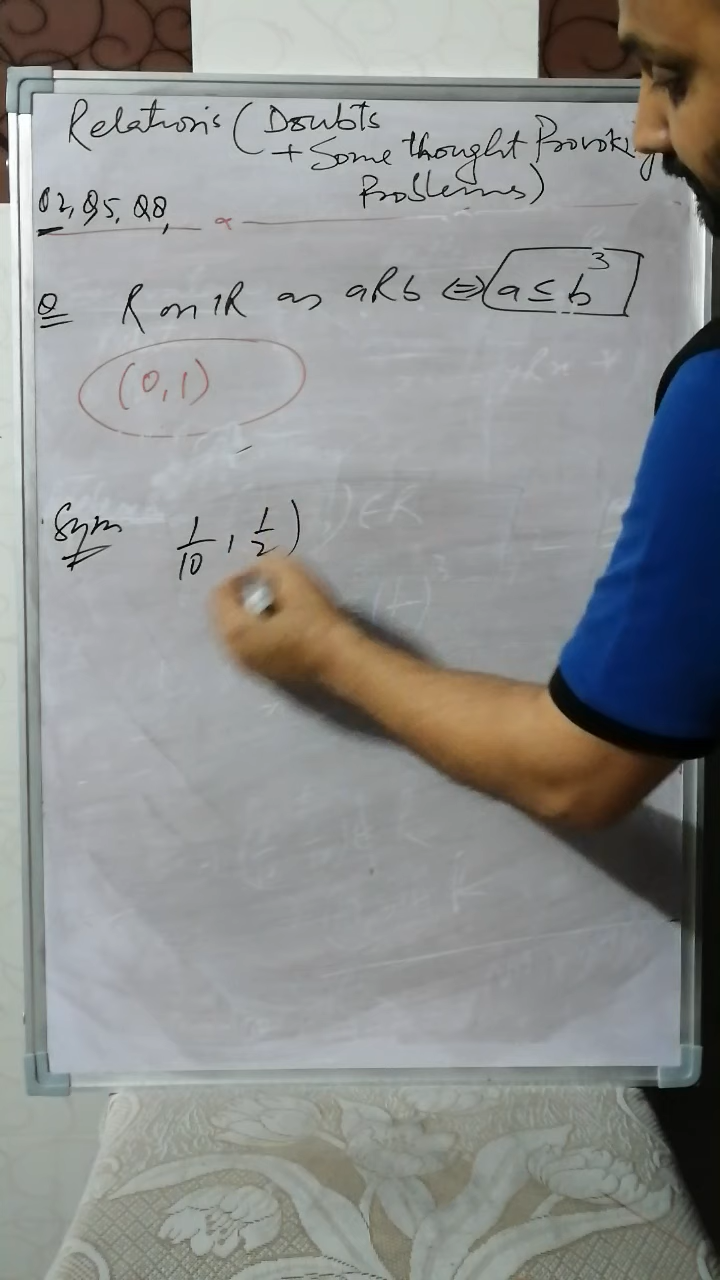 Relations (Doubts
+ Some thought Provoki
Problems)
Q2, Q5, Q8,
Q R on R as aRb ⇔ a ≤ b³
(0,1)
Sym 1/10, 1/2)